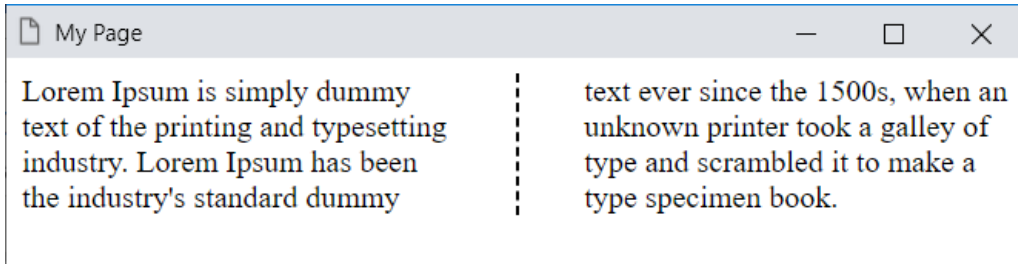 My Page
Lorem Ipsum is simply dummy
text of the printing and typesetting
industry. Lorem Ipsum has been
the industry's standard dummy
text ever since the 1500s, when an
unknown printer took a galley of
type and scrambled it to make a
type specimen book.